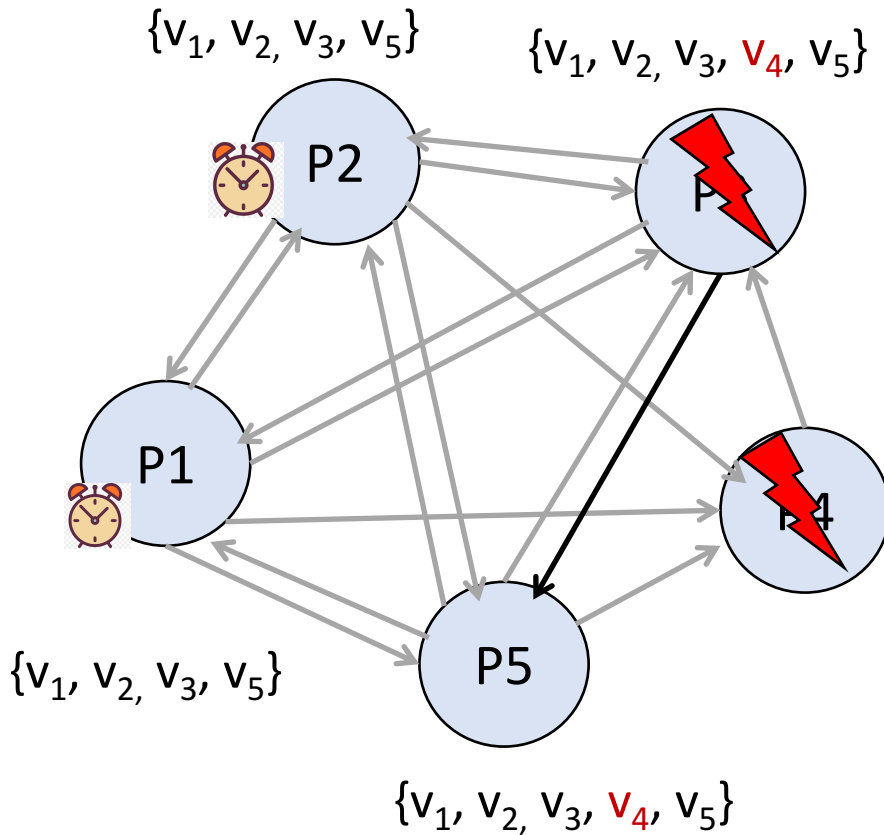 {v₁, v₂, v₃, v₅}
{v₁, v₂, v₃, v₄, v₅}
P2
P1
P5
{v₁, v₂, v₃, v₅}
{v₁, v₂, v₃, v₄, v₅}